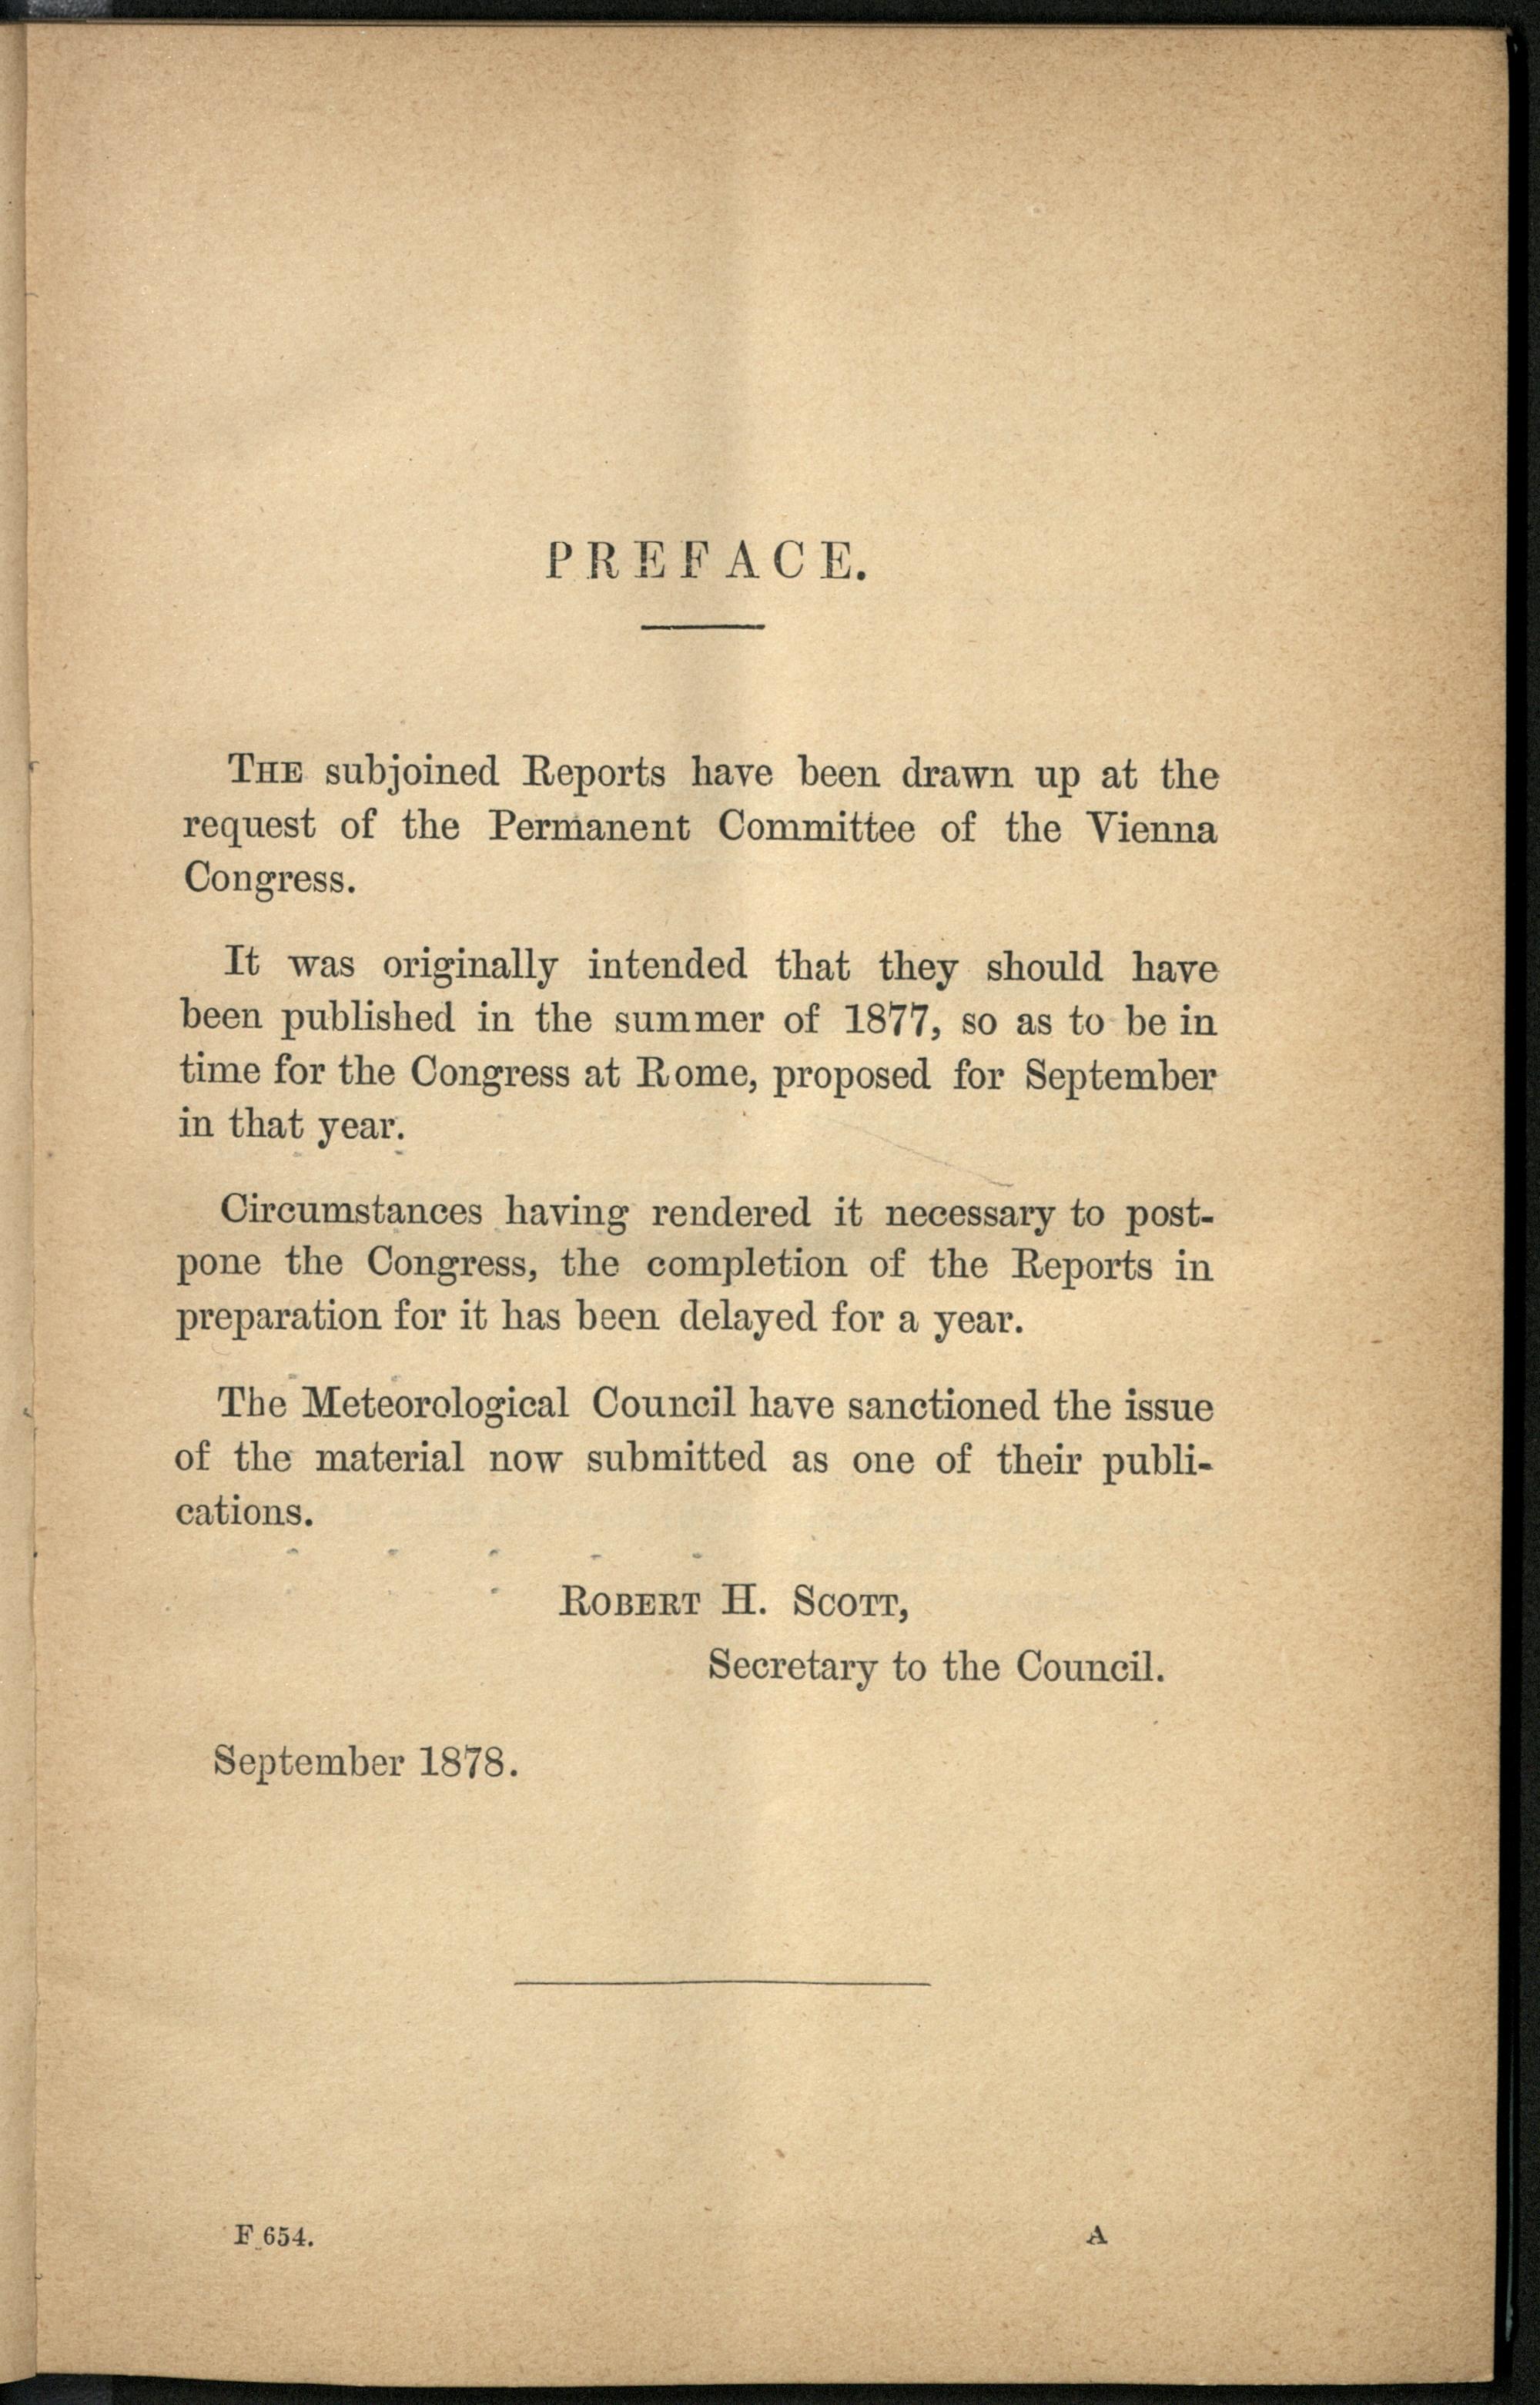 PREFACE.
THE subjoined Reports have been drawn up at the
request of the Permanent Committee of the Vienna
Congress.
It was originally intended that they should have
been published in the summer of 1877, so as to be in
time for the Congress at Rome, proposed for September
in that year.
Circumstances having rendered it necessary to post-
pone the Congress, the completion of the Reports in
preparation for it has been delayed for a year.
The Meteorological Council have sanctioned the issue
of the material now submitted as one of their publi-
cations.
ROBERT H. SCOTT,
Secretary to the Council.
September 1878.
F 654.
A